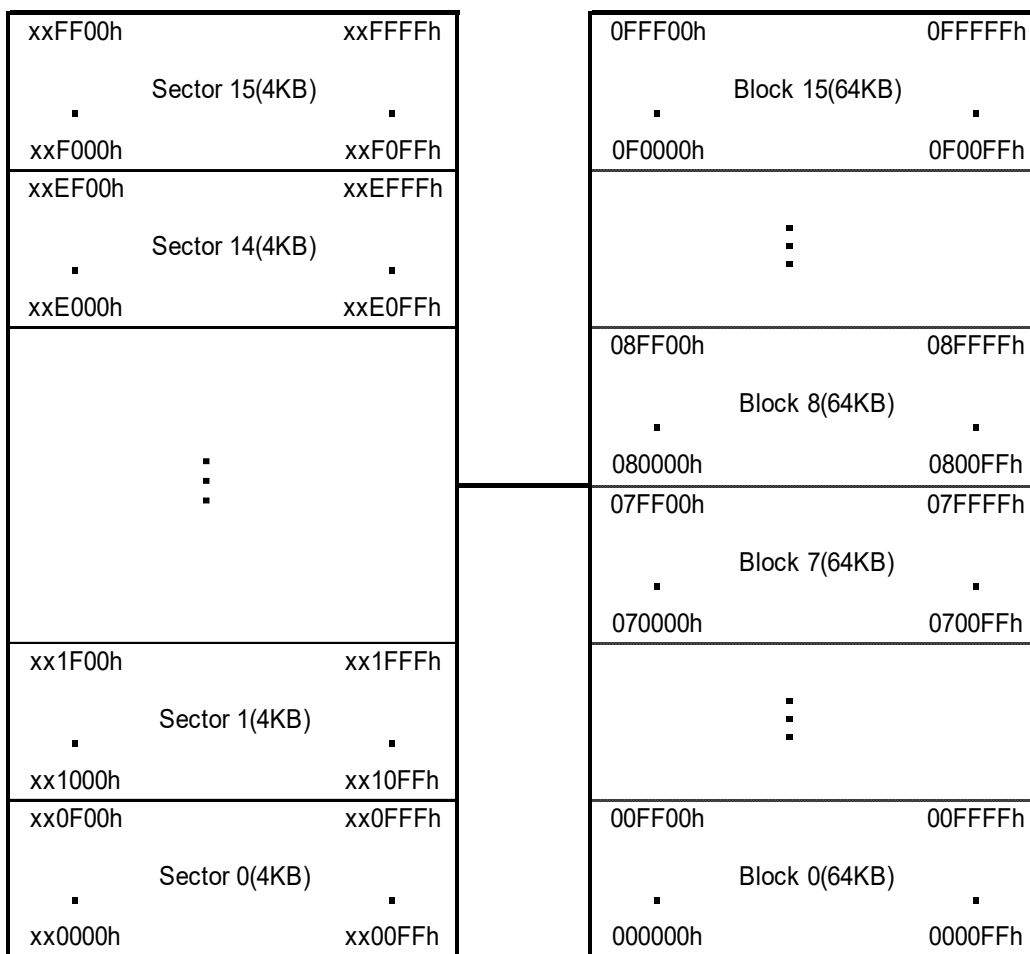 xxFF00h xxFFFFh
Sector 15(4KB)
xxF000h xxF0FFh
xxEF00h xxEFFFh
Sector 14(4KB)
xxE000h xxE0FFh
xx1F00h xx1FFFh
Sector 1(4KB)
xx1000h xx10FFh
xx0F00h xx0FFFh
Sector 0(4KB)
xx0000h xx00FFh
0FFF00h 0FFFFFh
Block 15(64KB)
0F0000h 0F00FFh
08FF00h 08FFFFh
Block 8(64KB)
080000h 0800FFh
07FF00h 07FFFFh
Block 7(64KB)
070000h 0700FFh
00FF00h 00FFFFh
Block 0(64KB)
000000h 0000FFh